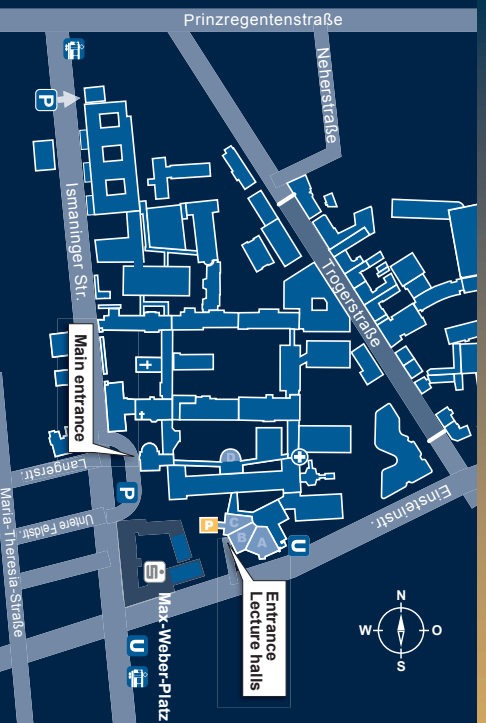 Prinzregentenstraße
Neherstraße
P
Ismaninger Str.
Trogerstraße
Main entrance
D
Langerstr.
P
Einsteinstr.
Unire Feldstr.
Maria-Theresia-Straße
P
C
B
A
U
Entrance
Lecture halls
Max-Weber-Platz
U
N
W
O
S